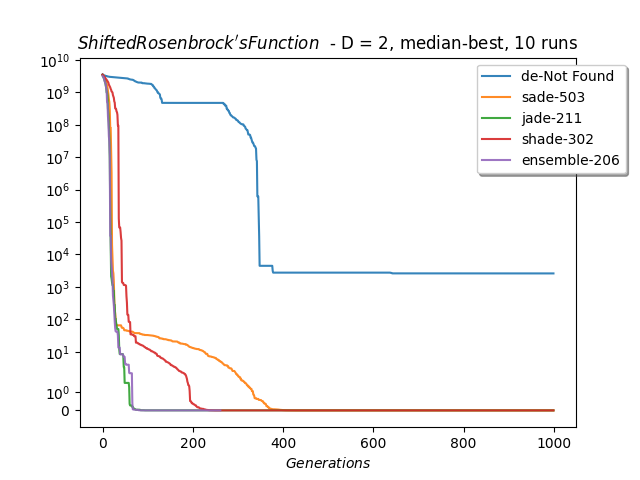 ShiftedRosenbrock'sFunction - D = 2, median-best, 10 runs
de-Not Found
sade-503
jade-211
shade-302
ensemble-206
10^10
10^9
10^8
10^7
10^6
10^5
10^4
10^3
10^2
10^1
10^0
0
0 200 400 600 800 1000
Generations